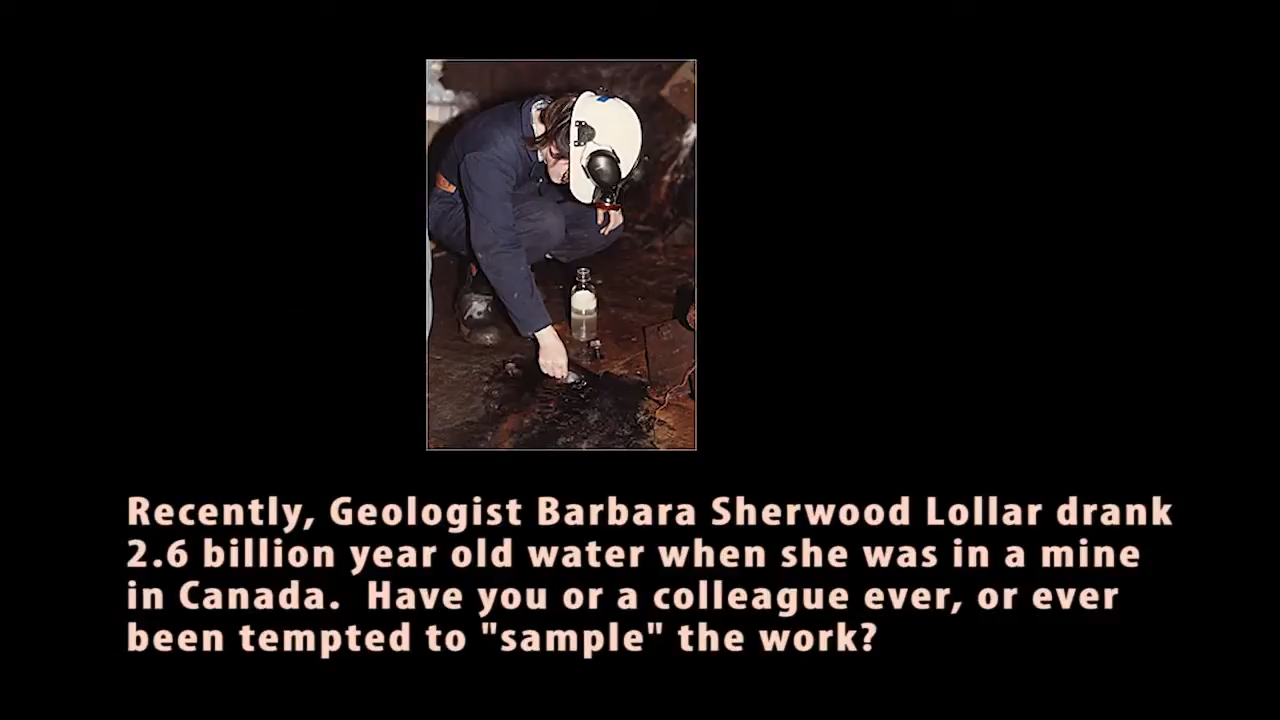 Recently, Geologist Barbara Sherwood Lollar drank
2.6 billion year old water when she was in a mine
in Canada.  Have you or a colleague ever, or ever
been tempted to "sample" the work?